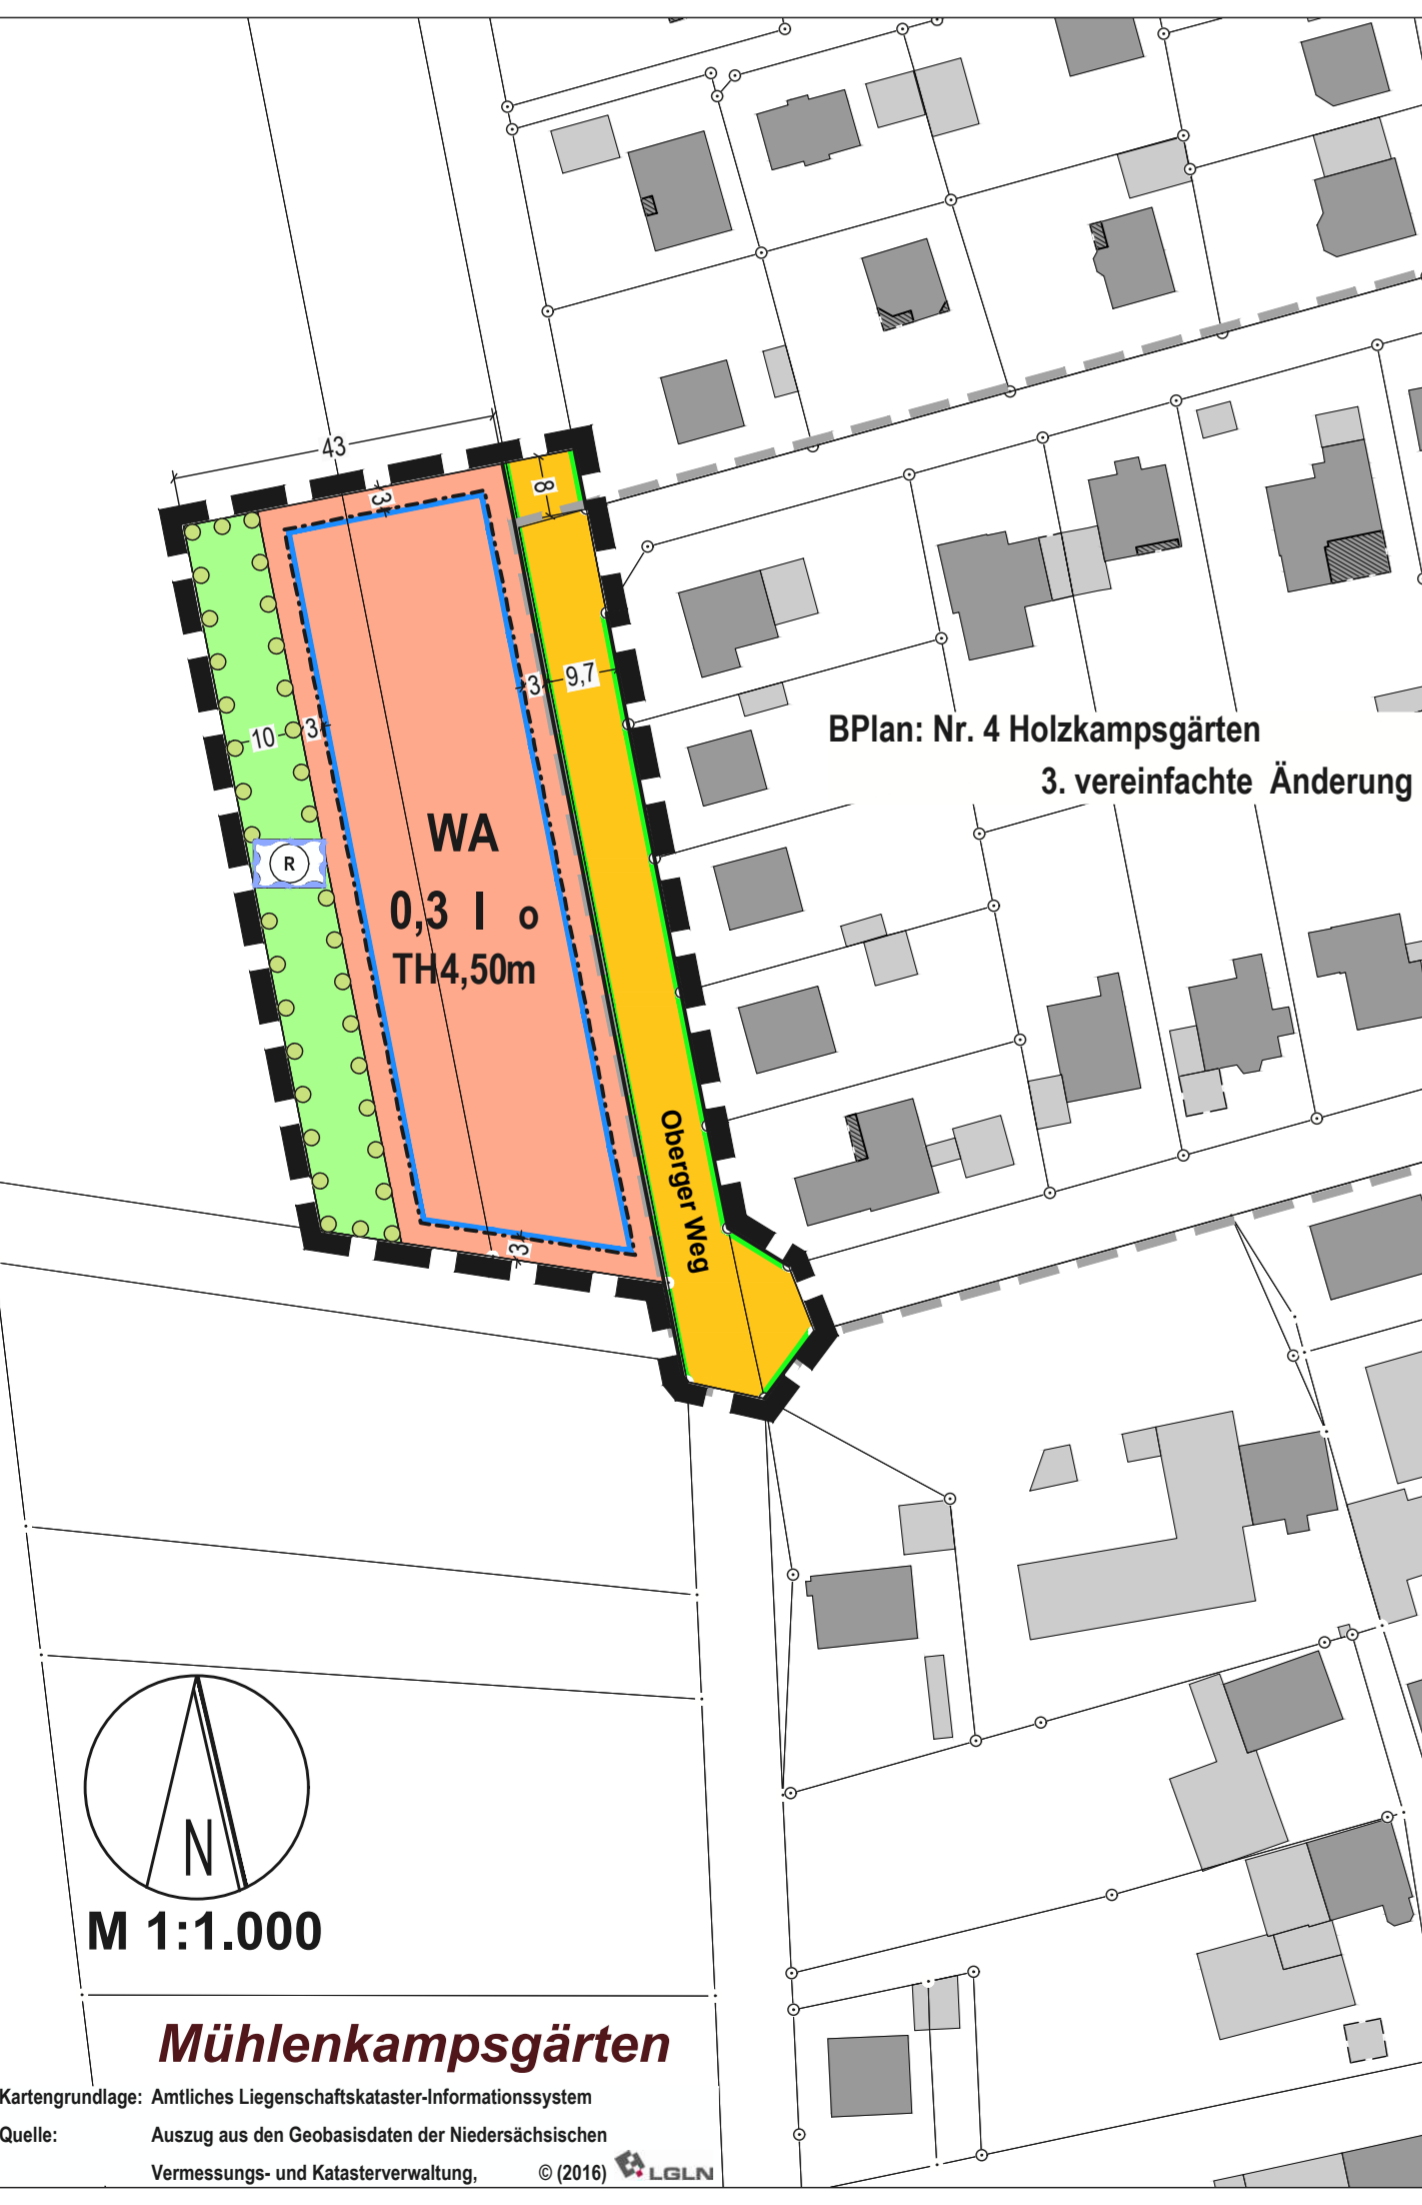 43
3
8
3
9,7
10
3
BPlan: Nr. 4 Holzkampsgärten
3. vereinfachte Änderung
WA
R
0,3 I o
TH4,50m
Oberger Weg
3
N
M 1:1.000
Mühlenkampsgärten
Kartengrundlage: Amtliches Liegenschaftskataster-Informationssystem
Quelle: Auszug aus den Geobasisdaten der Niedersächsischen
Vermessungs- und Katasterverwaltung, © (2016) LGLN